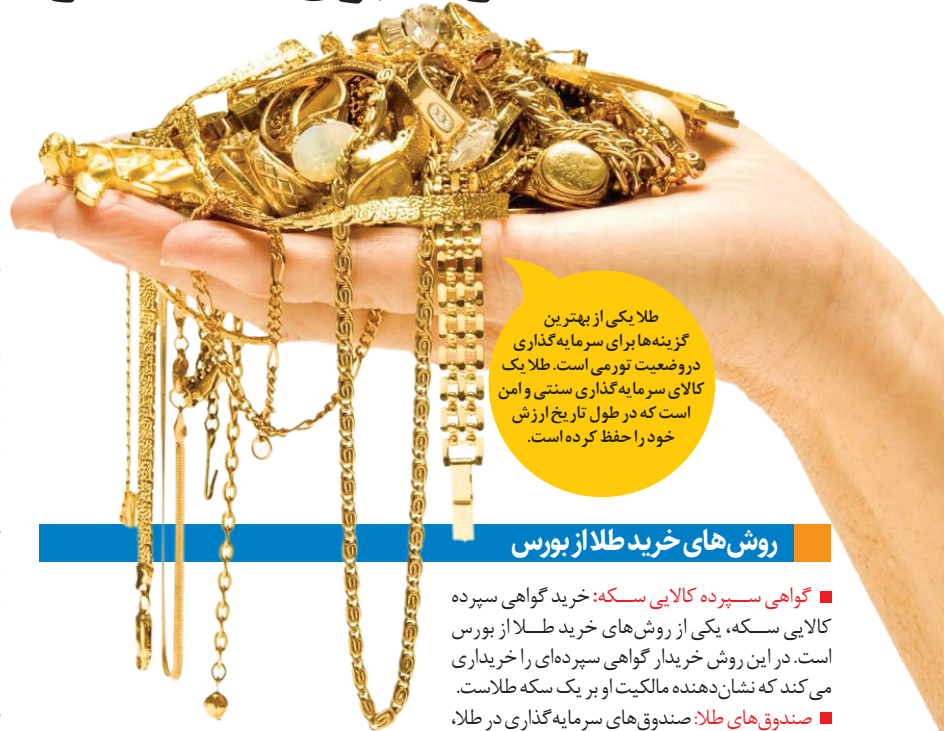 طلا یکی از بهترین
گزینه‌ها برای سرمایه‌گذاری
در وضعیت تورمی است. طلا یک
کالای سرمایه‌گذاری سنتی و امن
است که در طول تاریخ ارزش
خود را حفظ کرده است.
روش‌های خرید طلا از بورس
■ گواهی سـپرده کالایی سـکه: خرید گواهی سپرده
کالایی سـکه، یکی از روش‌های خرید طـلا از بورس
است. در این روش خریدار گواهی سپرده‌ای را خریداری
می‌کند که نشان‌دهنده مالکیت او بر یک سکه طلاست.
■ صندوق‌های طلا: صندوق‌های سرمایه‌گذاری در طلا،